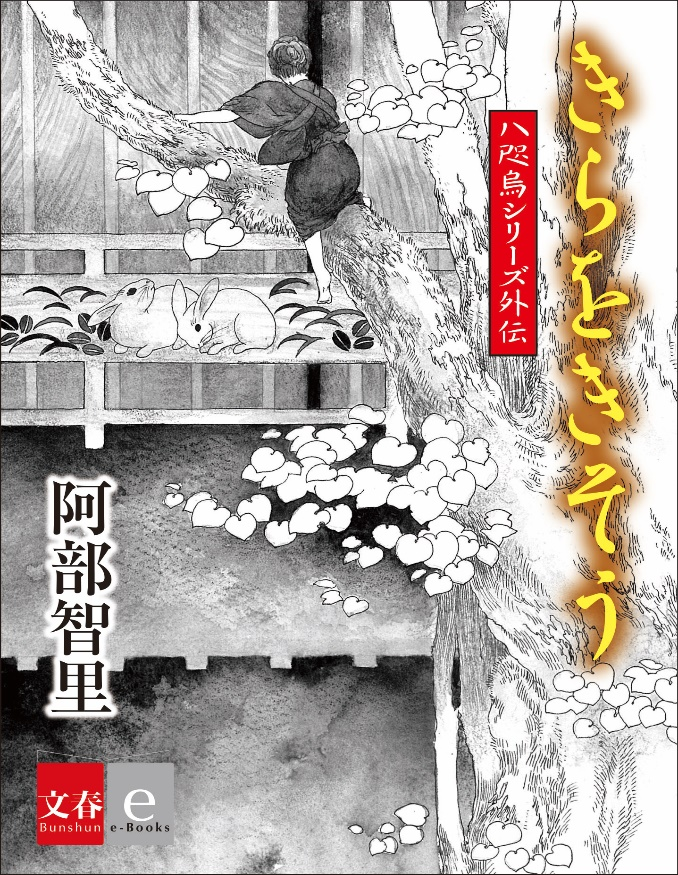 きらをきそう
八咫烏シリーズ外伝
阿部智里
文春
Bunshun
e
e-Books